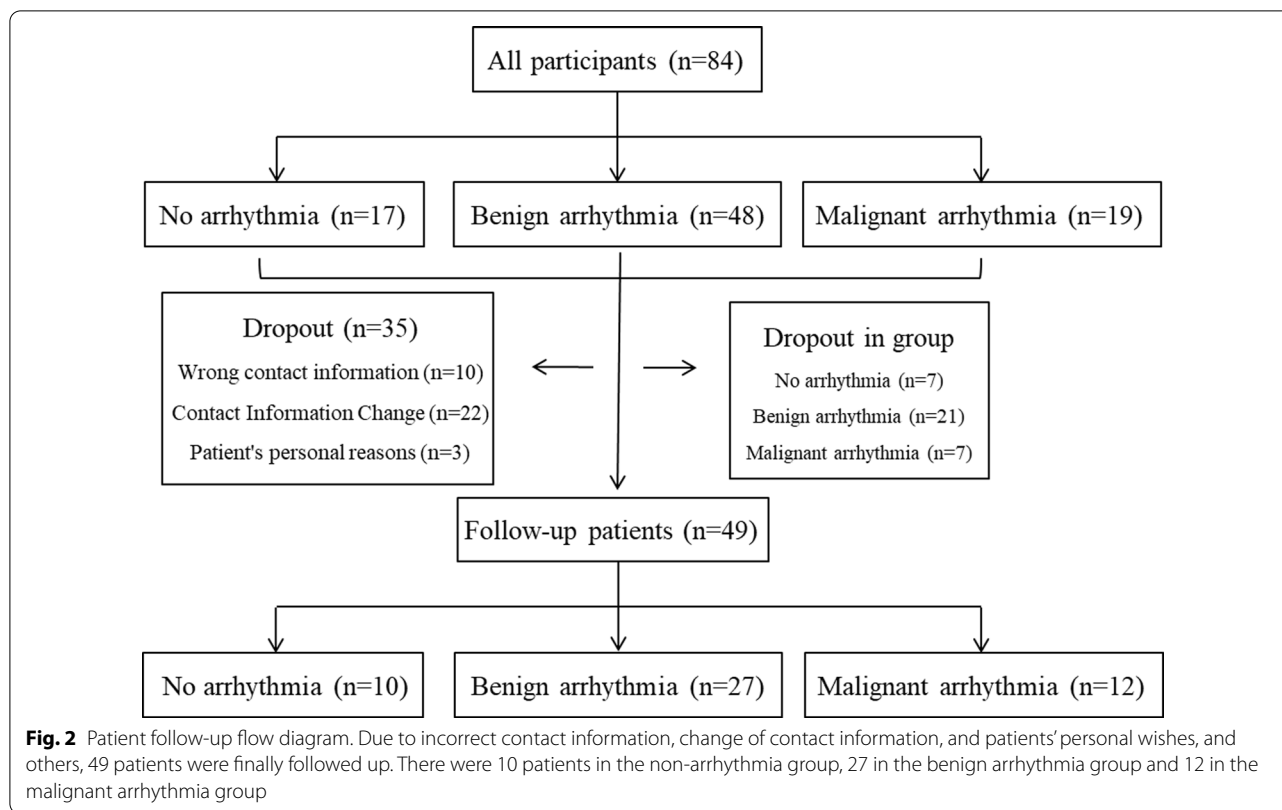 All participants (n=84)
No arrhythmia (n=17)
Benign arrhythmia (n=48)
Malignant arrhythmia (n=19)
Dropout (n=35)
Wrong contact information (n=10)
Contact Information Change (n=22)
Patient's personal reasons (n=3)
Dropout in group
No arrhythmia (n=7)
Benign arrhythmia (n=21)
Malignant arrhythmia (n=7)
Follow-up patients (n=49)
No arrhythmia (n=10)
Benign arrhythmia (n=27)
Malignant arrhythmia (n=12)
Fig. 2 Patient follow-up flow diagram. Due to incorrect contact information, change of contact information, and patients’ personal wishes, and
others, 49 patients were finally followed up. There were 10 patients in the non-arrhythmia group, 27 in the benign arrhythmia group and 12 in the
malignant arrhythmia group